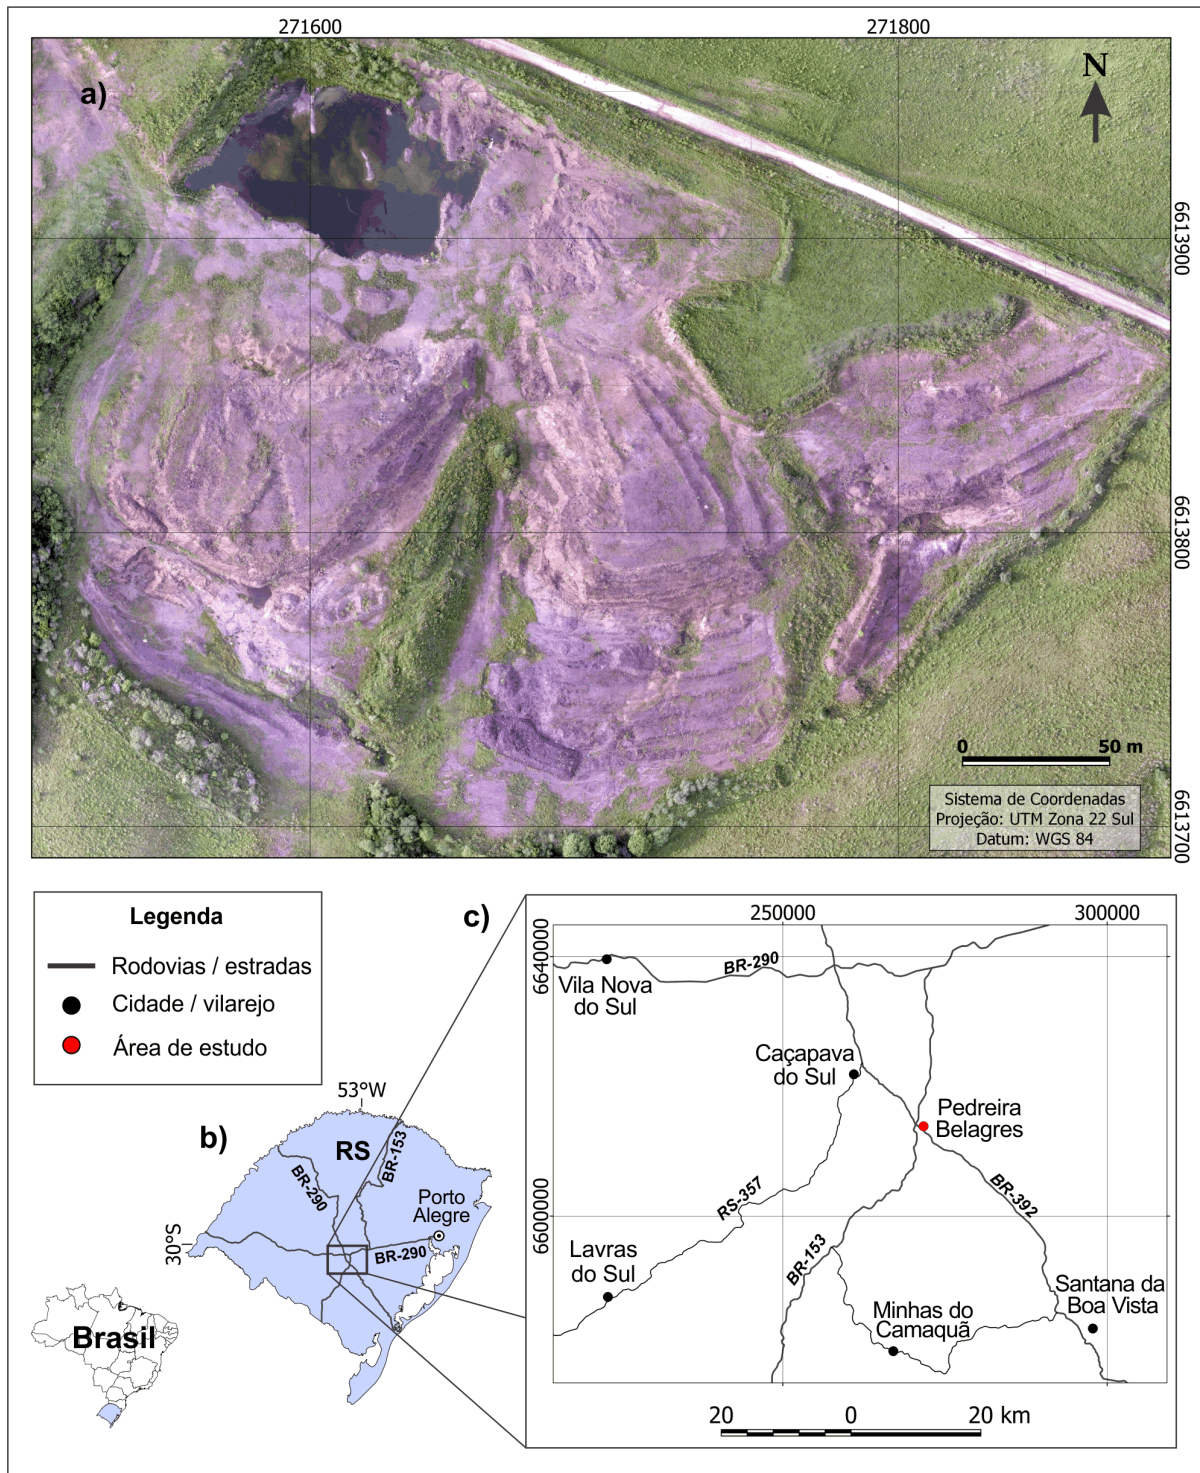 271600
271800
a)
N
6613900
6613800
6613700
0
50 m
Sistema de Coordenadas
Projeção: UTM Zona 22 Sul
Datum: WGS 84
Legenda
Rodovias / estradas
Cidade / vilarejo
Área de estudo
b)
53°W
30°S
RS
BR-290
BR-153
Porto
Alegre
BR-290
Brasil
c)
250000
300000
6640000
6600000
BR-290
Vila Nova
do Sul
Caçapava
do Sul
Pedreira
Belagres
RS-357
BR-392
BR-153
Lavras
do Sul
Minhas do
Camaquã
Santana da
Boa Vista
20
0
20 km